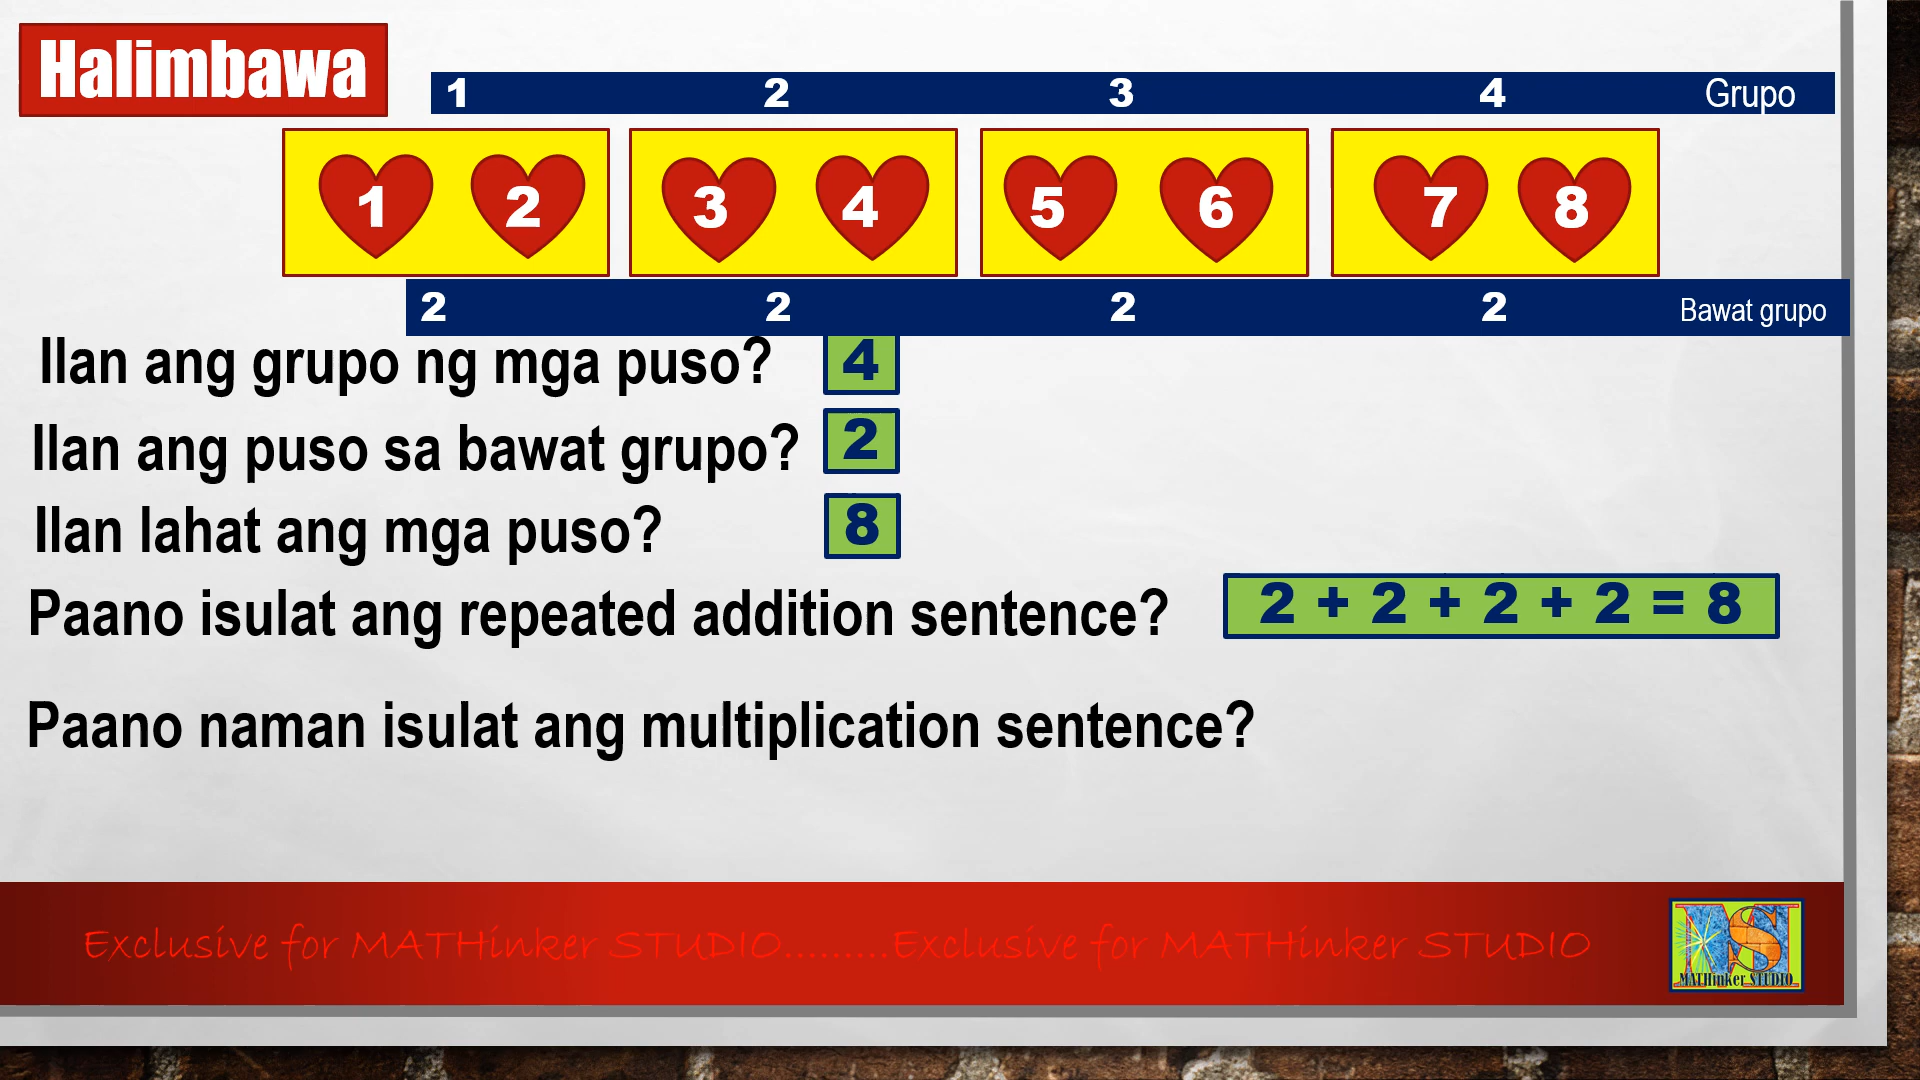 Halimbawa
1 2 3 4 Grupo
1 2 3 4 5 6 7 8
2 2 2 2 Bawat grupo
Ilan ang grupo ng mga puso? 4
Ilan ang puso sa bawat grupo? 2
Ilan lahat ang mga puso? 8
Paano isulat ang repeated addition sentence? 2 + 2 + 2 + 2 = 8
Paano naman isulat ang multiplication sentence?
Exclusive for MATHinker STUDIO.........Exclusive for MATHinker STUDIO
MS
MATHinker STUDIO